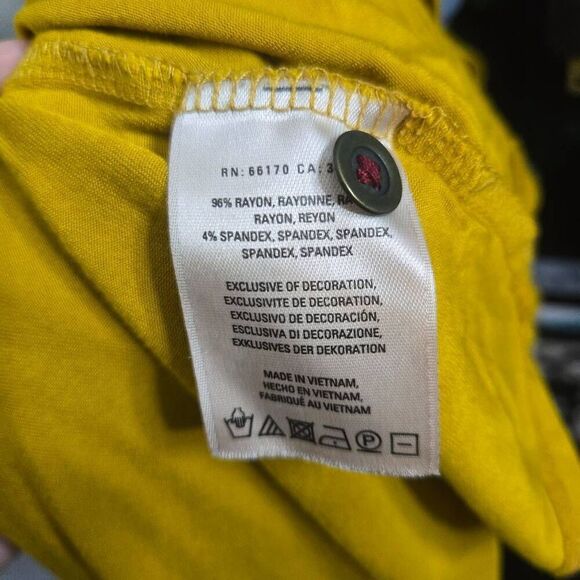 RN: 66170 CA: 3
96% RAYON, RAYONNE,
RAYON, REYON
4% SPANDEX, SPANDEX, SPANDEX,
SPANDEX, SPANDEX
EXCLUSIVE OF DECORATION,
EXCLUSIVITE DE DECORATION,
EXCLUSIVO DE DECORACIÓN,
ESCLUSIVA DI DECORAZIONE,
EXKLUSIVES DER DEKORATION
MADE IN VIETNAM,
HECHO EN VIETNAM,
FABRIQUÉ AU VIETNAM
P